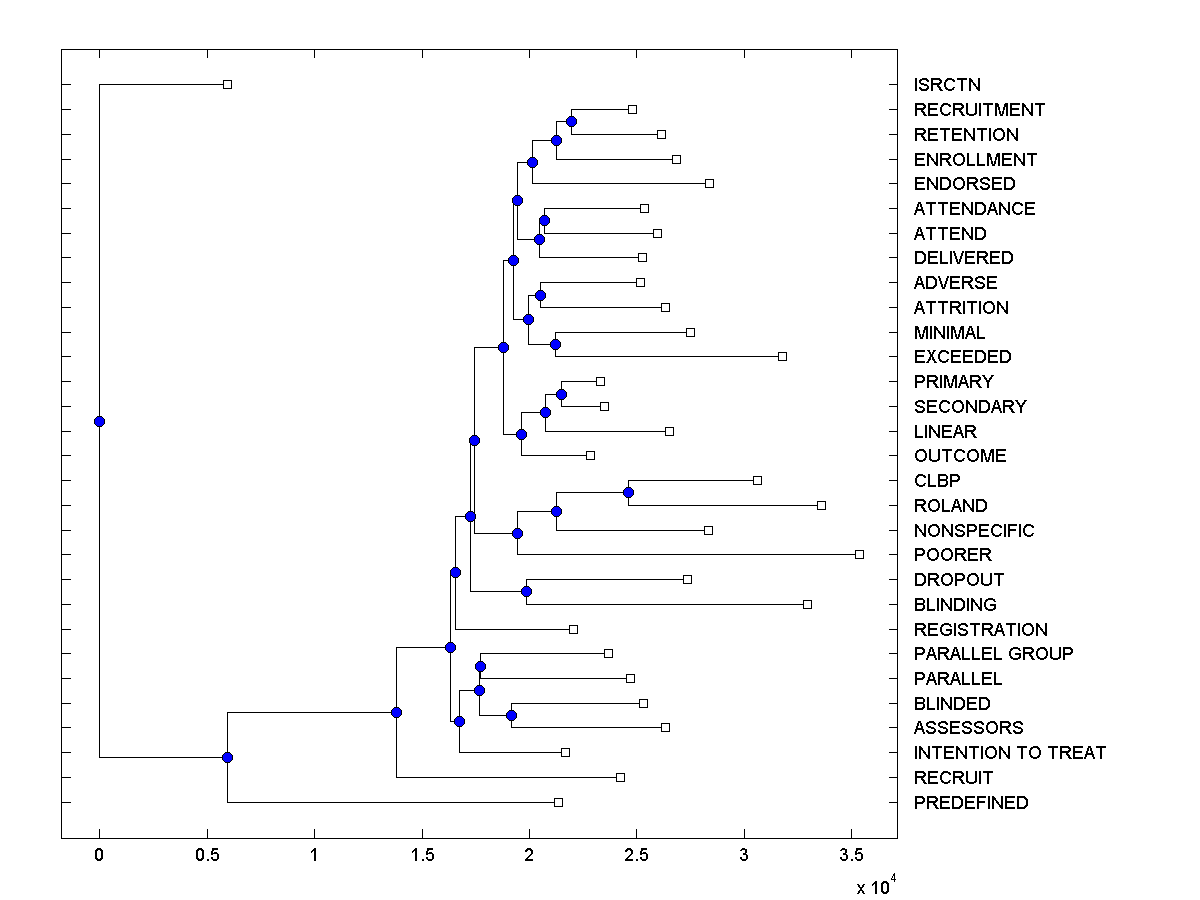 ISRCTN
RECRUITMENT
RETENTION
ENROLLMENT
ENDORSED
ATTENDANCE
ATTEND
DELIVERED
ADVERSE
ATTRITION
MINIMAL
EXCEEDED
PRIMARY
SECONDARY
LINEAR
OUTCOME
CLBP
ROLAND
NONSPECIFIC
POORER
DROPOUT
BLINDING
REGISTRATION
PARALLEL GROUP
PARALLEL
BLINDED
ASSESSORS
INTENTION TO TREAT
RECRUIT
PREDEFINED
0 0.5 1 1.5 2 2.5 3 3.5
x 10^4